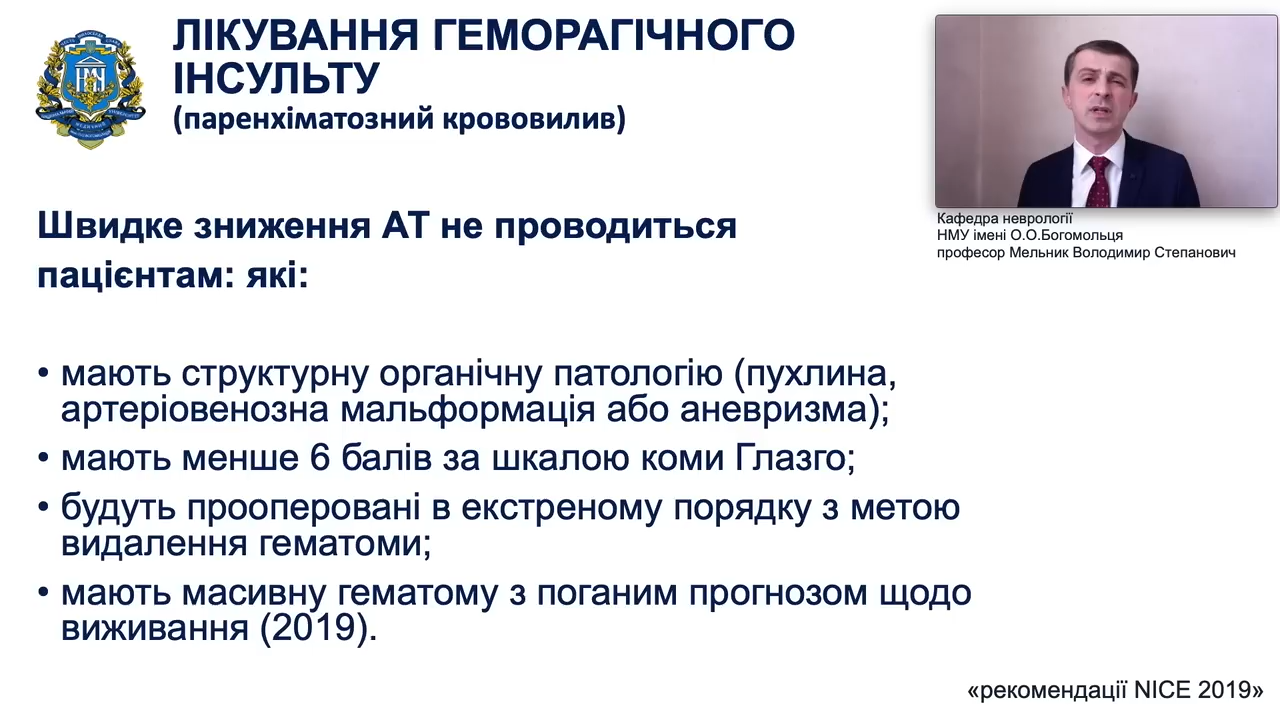 ЛІКУВАННЯ ГЕМОРАГІЧНОГО
ІНСУЛЬТУ
(паренхіматозний крововилив)
Кафедра неврології
НМУ імені О.О.Богомольця
професор Мельник Володимир Степанович
Швидке зниження АТ не проводиться
пацієнтам: які:
• мають структурну органічну патологію (пухлина,
артеріовенозна мальформація або аневризма);
• мають менше 6 балів за шкалою коми Глазго;
• будуть прооперовані в екстреному порядку з метою
видалення гематоми;
• мають масивну гематому з поганим прогнозом щодо
виживання (2019).
«рекомендації NICE 2019»